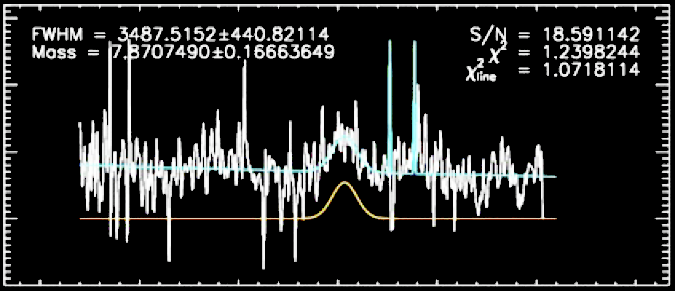 FWHM = 3487.5152±440.82114
Mass = 7.8707490±0.16663649
S/N = 18.591142
χ² = 1.2398244
χ²line = 1.0718114